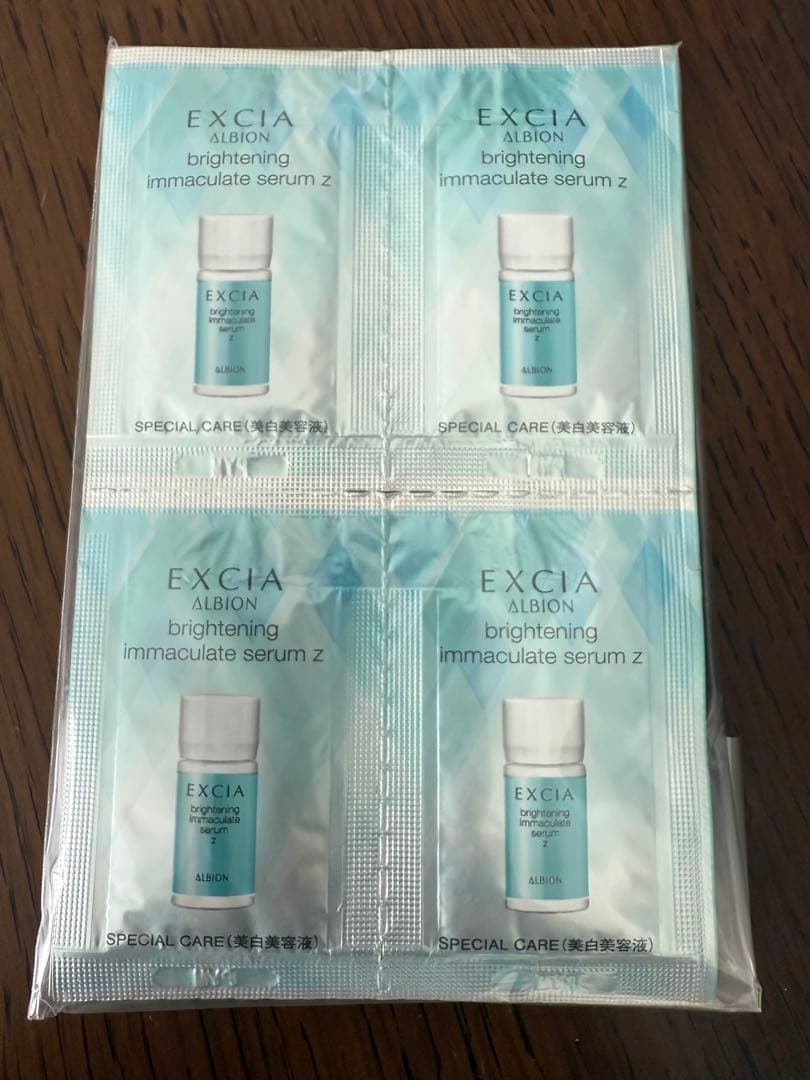 EXCIA
ALBION
brightening
immaculate serum z
EXCIA
brightening
immaculate
serum
z
ALBION
SPECIAL CARE(美白美容液)
EXCIA
ALBION
brightening
immaculate serum z
EXCIA
brightening
immaculate
serum
z
ALBION
SPECIAL CARE(美白美容液)
EXCIA
ALBION
brightening
immaculate serum z
EXCIA
brightening
immaculate
serum
z
ALBION
SPECIAL CARE(美白美容液)
EXCIA
ALBION
brightening
immaculate serum z
EXCIA
brightening
immaculate
serum
z
ALBION
SPECIAL CARE(美白美容液)